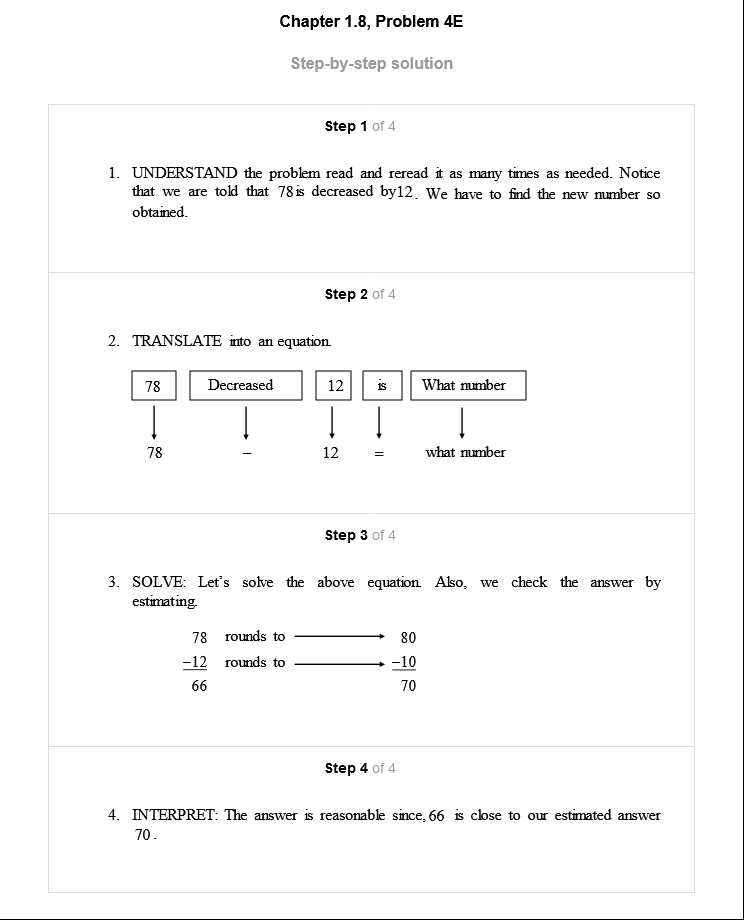 Chapter 1.8, Problem 4E
Step-by-step solution
Step 1 of 4
1. UNDERSTAND the problem read and reread it as many times as needed. Notice
that we are told that 78 is decreased by 12. We have to find the new number so
obtained.
Step 2 of 4
2. TRANSLATE into an equation.
78 Decreased 12 is What number
78 − 12 = what number
Step 3 of 4
3. SOLVE: Let's solve the above equation. Also, we check the answer by
estimating.
78 rounds to 80
−12 rounds to −10
66 70
Step 4 of 4
4. INTERPRET: The answer is reasonable since, 66 is close to our estimated answer
70.